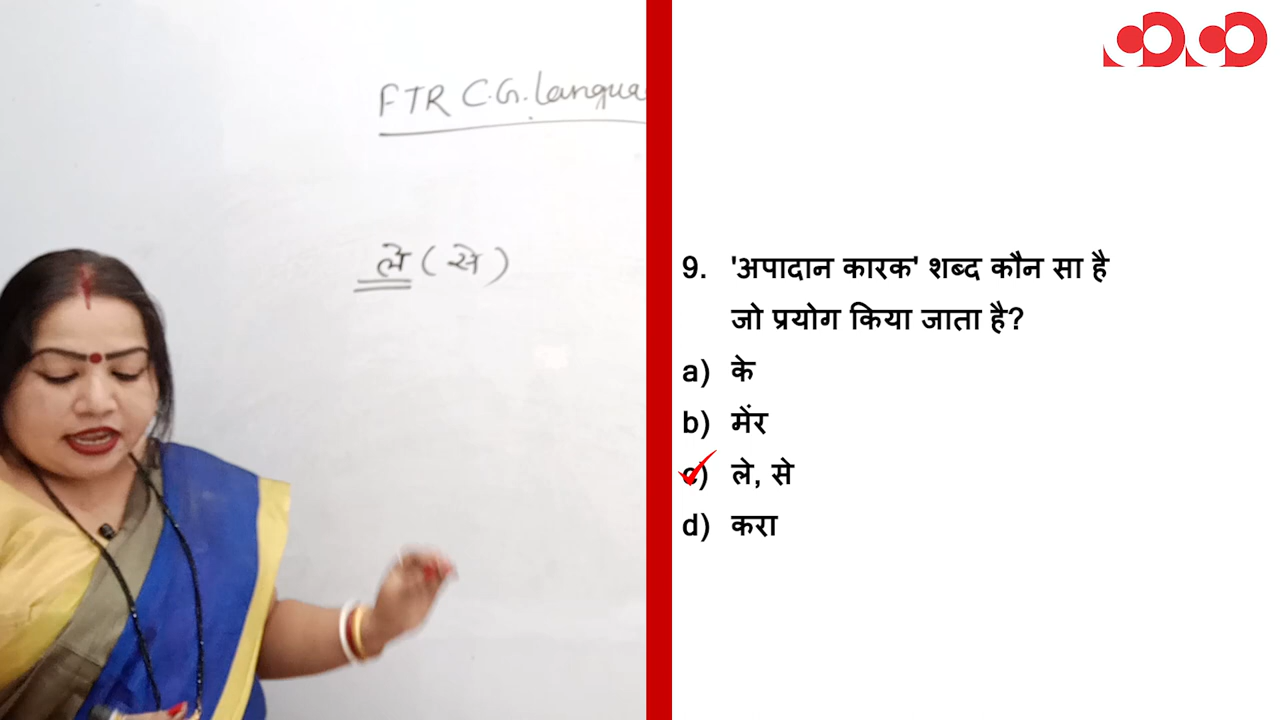 FTR C.G. langua
ले ( से )
9. 'अपादान कारक' शब्द कौन सा है
जो प्रयोग किया जाता है?
a) के
b) मेंर
c) ले, से
d) करा